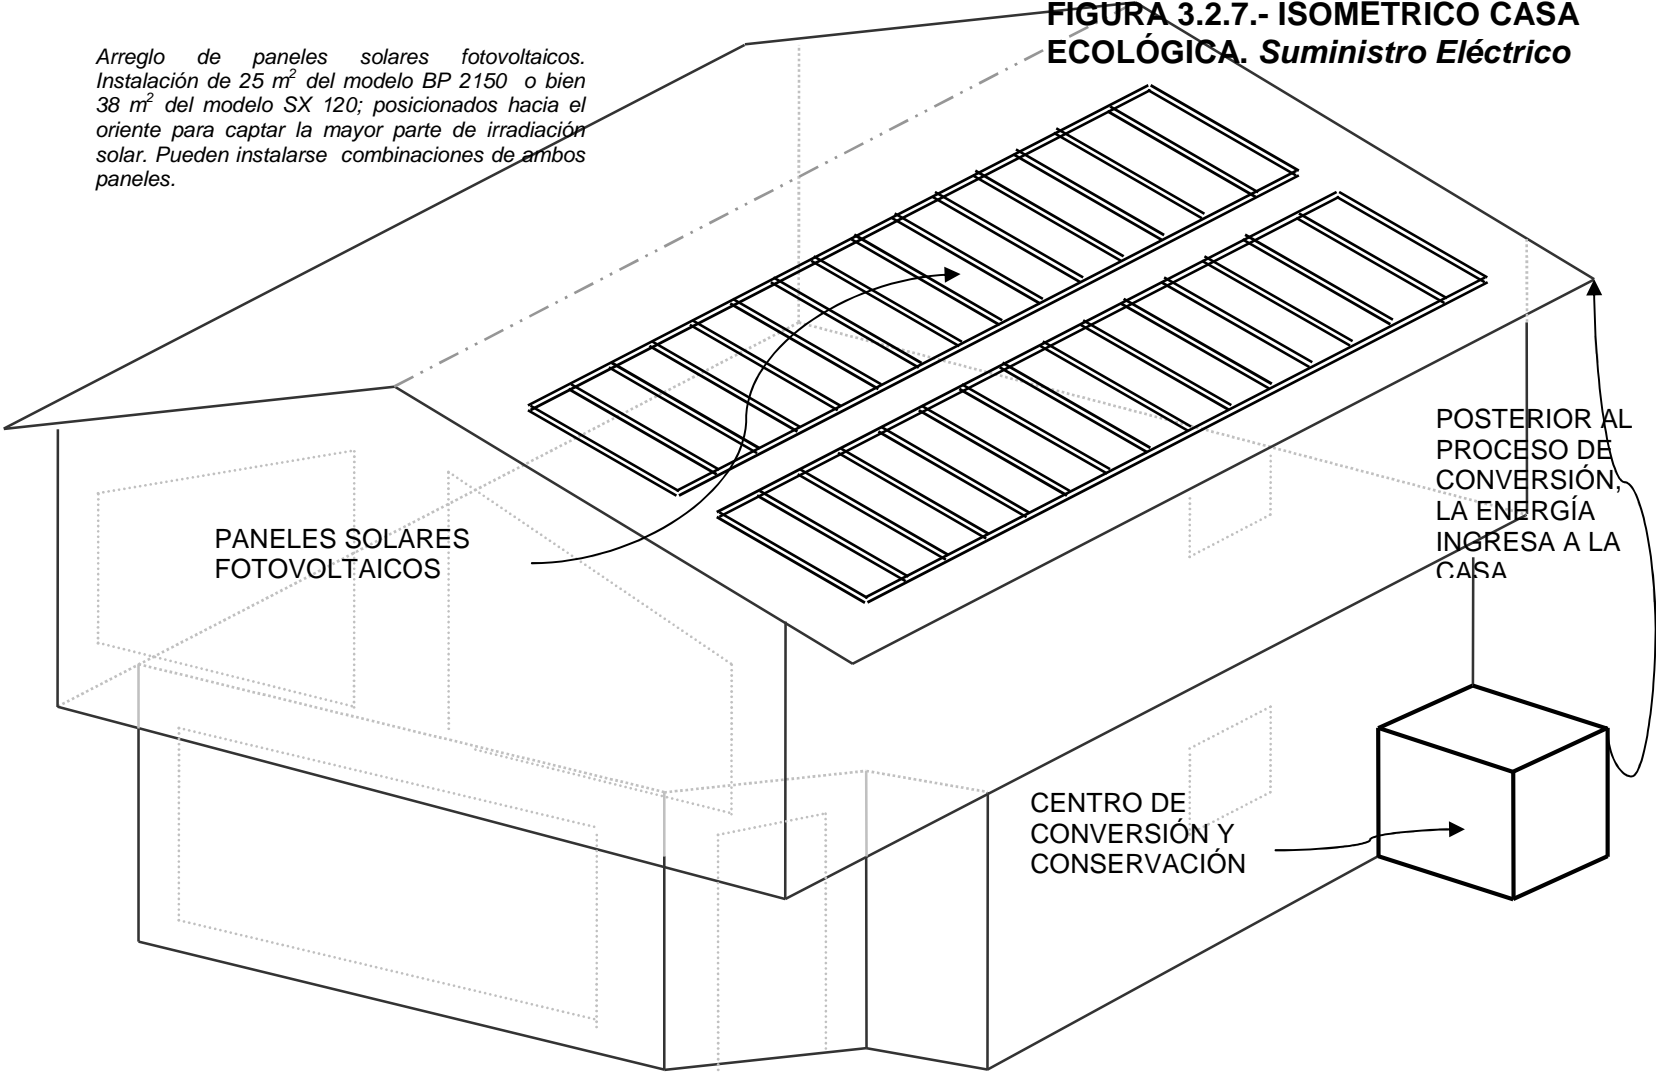 FIGURA 3.2.7.- ISOMETRICO CASA
ECOLÓGICA. Suministro Eléctrico
Arreglo de paneles solares fotovoltaicos.
Instalación de 25 m² del modelo BP 2150 o bien
38 m² del modelo SX 120; posicionados hacia el
oriente para captar la mayor parte de irradiación
solar. Pueden instalarse combinaciones de ambos
paneles.
POSTERIOR AL
PROCESO DE
CONVERSIÓN,
LA ENERGÍA
INGRESA A LA
CASA
PANELES SOLARES
FOTOVOLTAICOS
CENTRO DE
CONVERSIÓN Y
CONSERVACIÓN